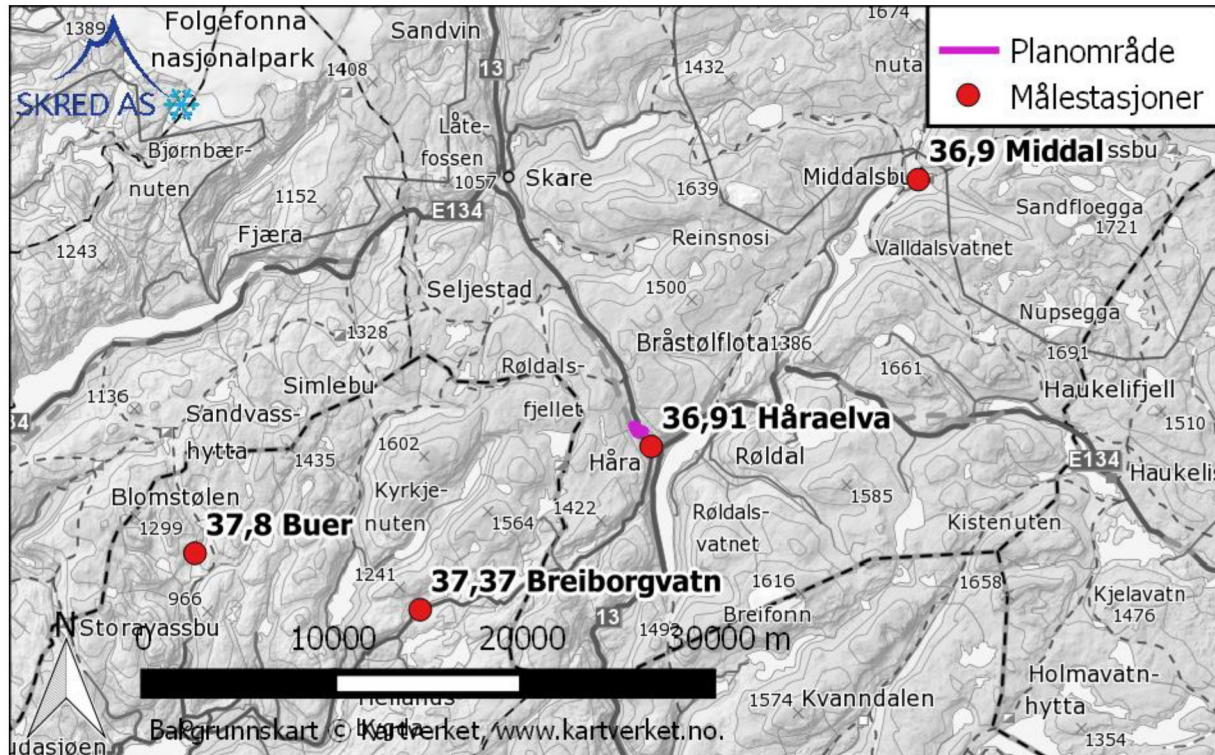 1389
Folgefonna
nasjonalpark
Sandvin
1674
nuta
Planområde
Målestasjoner
SKRED AS
1408
13
1432
Bjørnbær-
nuten
Låte-
fossen
1057
Skare
36,9 Middal
ssbu
Middalsbu
1639
1152
E134
Sandfloegga
1721
1243
Fjæra
Reinsnosi
Valldalsvatnet
Seljestad
1500
Nupsegga
1328
Bråstølflota
1386
1691
Røldals-
fjellet
1661
Haukelifjell
1136
Simlebu
Sandvass-
hytta
34
1602
36,91 Håraelva
1510
1435
Håra
Røldal
E134
Haukelis
Blomstølen
1299
Kyrkje-
nuten
1564
1422
1585
37,8 Buer
Røldals-
vatnet
Kistenuten
1241
37,37 Breiborgvatn
1616
1658
Kjelavatn
1476
966
Breifonn
N
Storavassbu
0
10000
20000
30000 m
13
1492
Holmavatn-
hytta
1574
Kvanndalen
Bakgrunnskart © Kartverket, www.kartverket.no.
udasjøen
1354